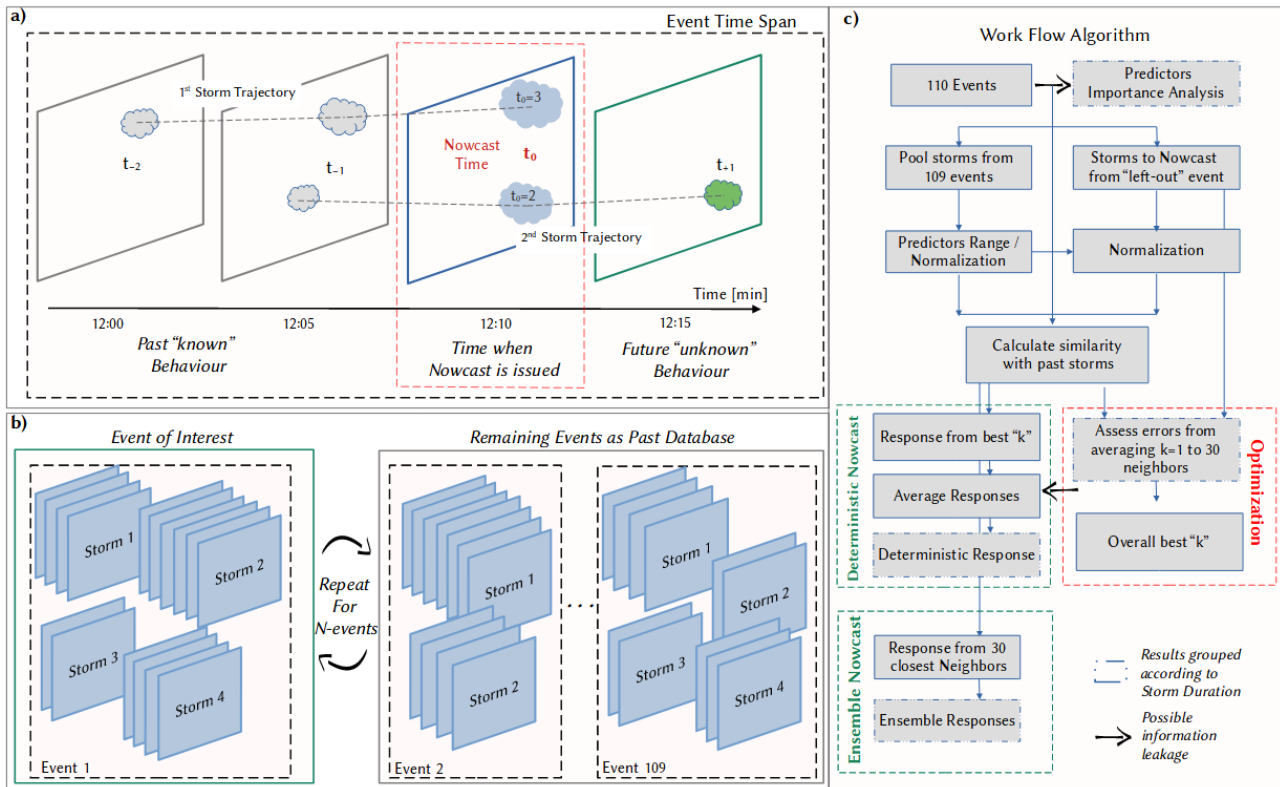 a)
Event Time Span
1st Storm Trajectory
t₀=3
Nowcast
Time
t₀
t₋₂
t₋₁
t₊₁
t₀=2
2nd Storm Trajectory
Time [min]
12:00
12:05
12:10
12:15
Past “known”
Behaviour
Time when
Nowcast is issued
Future “unknown”
Behaviour
b)
Event of Interest
Remaining Events as Past Database
Storm 1
Storm 2
Storm 3
Storm 4
Event 1
Repeat
For
N-events
Storm 1
Storm 2
Event 2
...
Storm 1
Storm 2
Storm 3
Storm 4
Event 109
c)
Work Flow Algorithm
110 Events
Predictors
Importance Analysis
Pool storms from
109 events
Storms to Nowcast
from “left-out” event
Predictors Range /
Normalization
Normalization
Calculate similarity
with past storms
Deterministic Nowcast
Response from best “k”
Average Responses
Deterministic Response
Assess errors from
averaging k=1 to 30
neighbors
Overall best “k”
Optimization
Ensemble Nowcast
Response from 30
closest Neighbors
Ensemble Responses
Results grouped
according to
Storm Duration
Possible
information
leakage